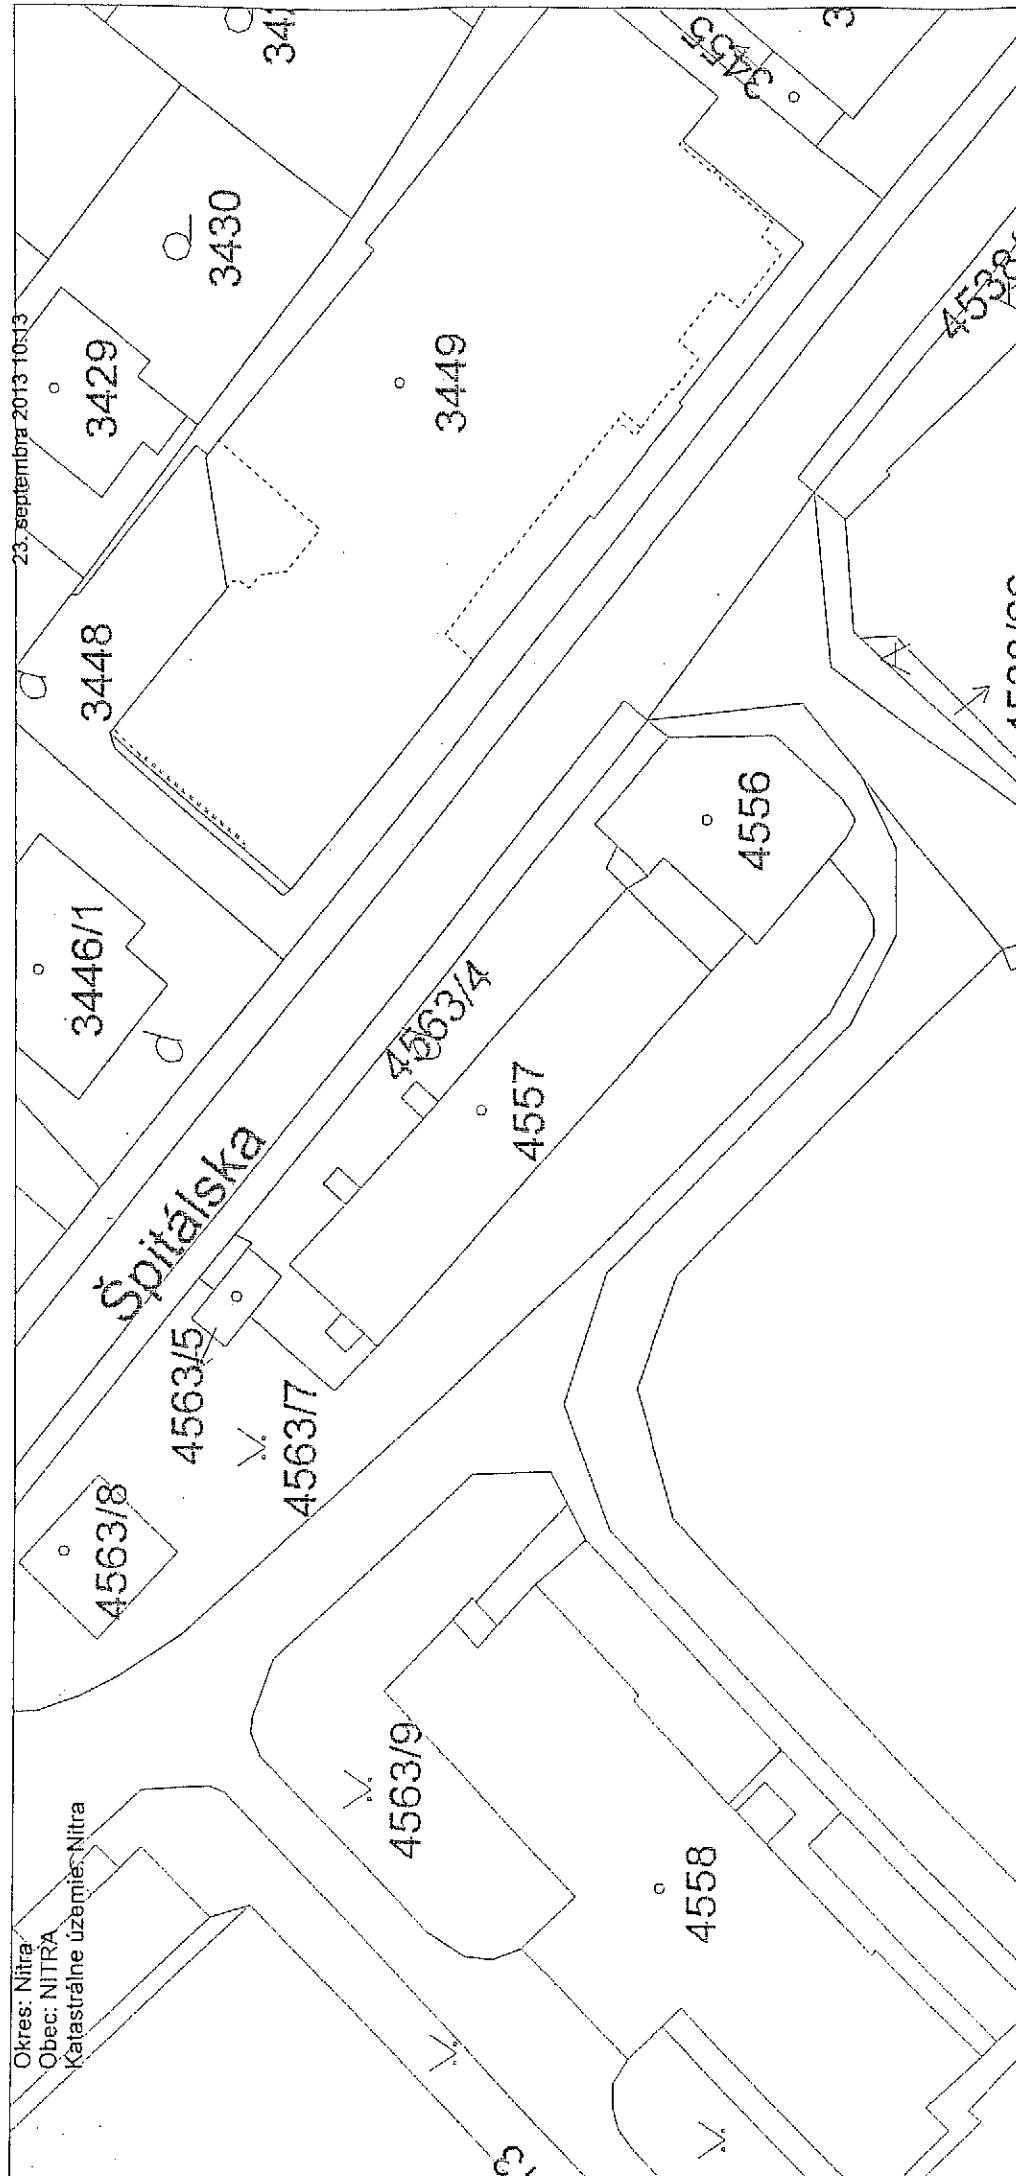 Okres: Nitra
Obec: NITRA
Katastrálne územie: Nitra
23. septembra 2013 10:13
3429
3430
3448
3449
3455
3446/1
Špitálska
4563/4
4556
4557
4563/5
4563/7
4563/8
4563/9
4558